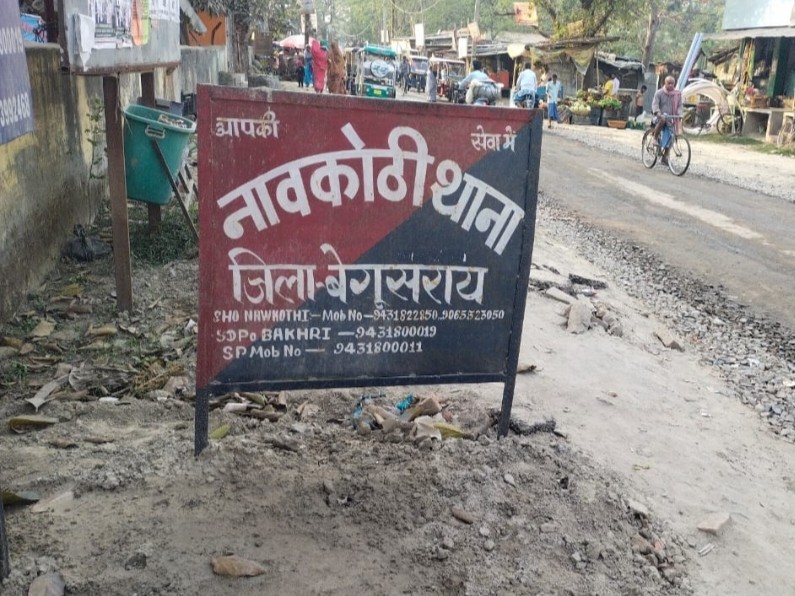 आपकी सेवा में
नावकोठी थाना
जिला-बेगूसराय
SHO NAWKOTHI-Mob No-9431822850,9065323050
SDPO BAKHRI-9431800019
SP Mob No-9431800011